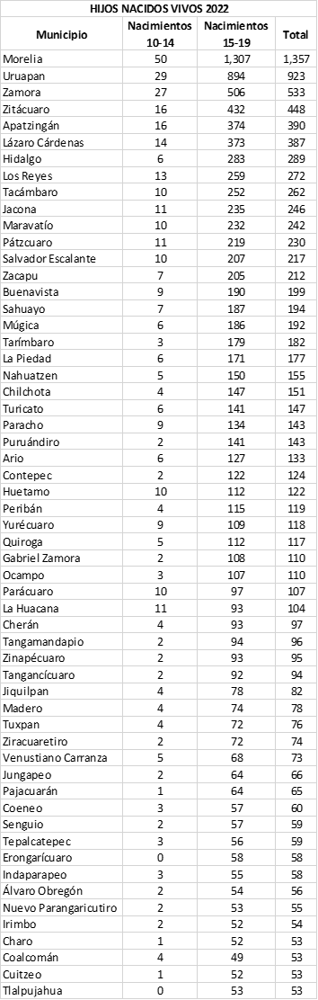 HIJOS NACIDOS VIVOS 2022
Municipio Nacimientos 10-14 Nacimientos 15-19 Total
Morelia 50 1,307 1,357
Uruapan 29 894 923
Zamora 27 506 533
Zitácuaro 16 432 448
Apatzingán 16 374 390
Lázaro Cárdenas 14 373 387
Hidalgo 6 283 289
Los Reyes 13 259 272
Tacámbaro 10 252 262
Jacona 11 235 246
Maravatío 10 232 242
Pátzcuaro 11 219 230
Salvador Escalante 10 207 217
Zacapu 7 205 212
Buenavista 9 190 199
Sahuayo 7 187 194
Múgica 6 186 192
Tarímbaro 3 179 182
La Piedad 6 171 177
Nahuatzen 5 150 155
Chilchota 4 147 151
Turicato 6 141 147
Paracho 9 134 143
Puruándiro 2 141 143
Ario 6 127 133
Contepec 2 122 124
Huetamo 10 112 122
Peribán 4 115 119
Yurécuaro 9 109 118
Quiroga 5 112 117
Gabriel Zamora 2 108 110
Ocampo 3 107 110
Parácuaro 10 97 107
La Huacana 11 93 104
Cherán 4 93 97
Tangamandapio 2 94 96
Zinapécuaro 2 93 95
Tangancícuaro 2 92 94
Jiquilpan 4 78 82
Madero 4 74 78
Tuxpan 4 72 76
Ziracuaretiro 2 72 74
Venustiano Carranza 5 68 73
Jungapeo 2 64 66
Pajacuarán 1 64 65
Coeneo 3 57 60
Senguio 2 57 59
Tepalcatepec 3 56 59
Erongarícuaro 0 58 58
Indaparapeo 3 55 58
Álvaro Obregón 2 54 56
Nuevo Parangaricutiro 2 53 55
Irimbo 2 52 54
Charo 1 52 53
Coalcomán 4 49 53
Cuitzeo 1 52 53
Tlalpujahua 0 53 53